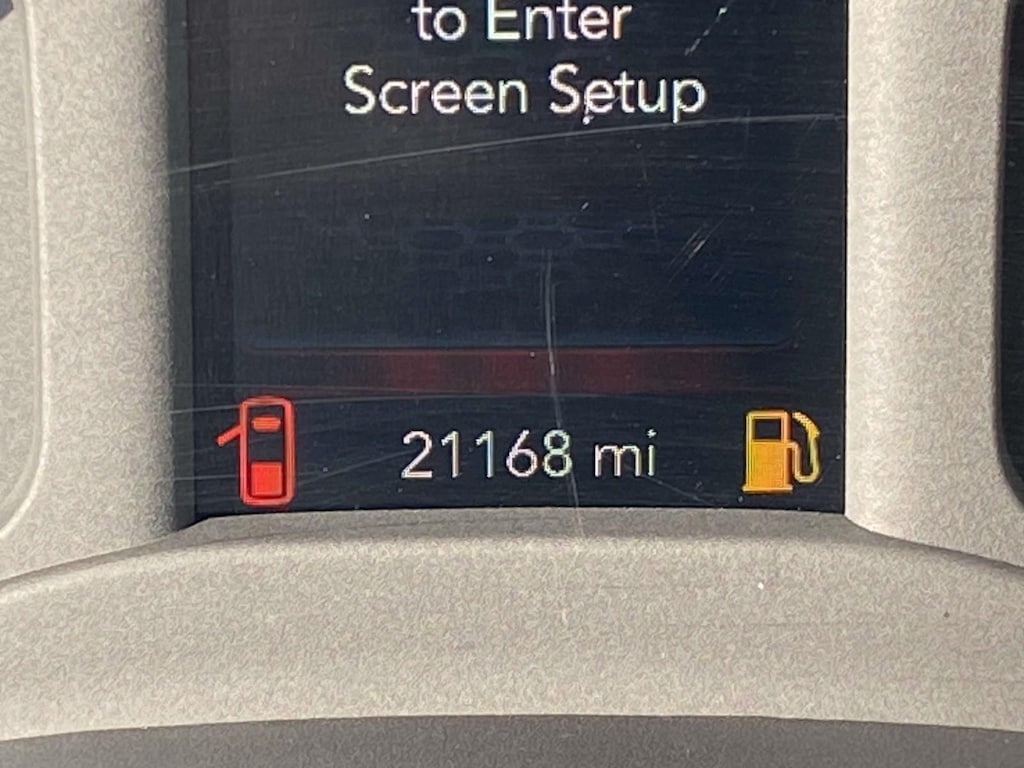 to Enter
Screen Setup
21168 mi